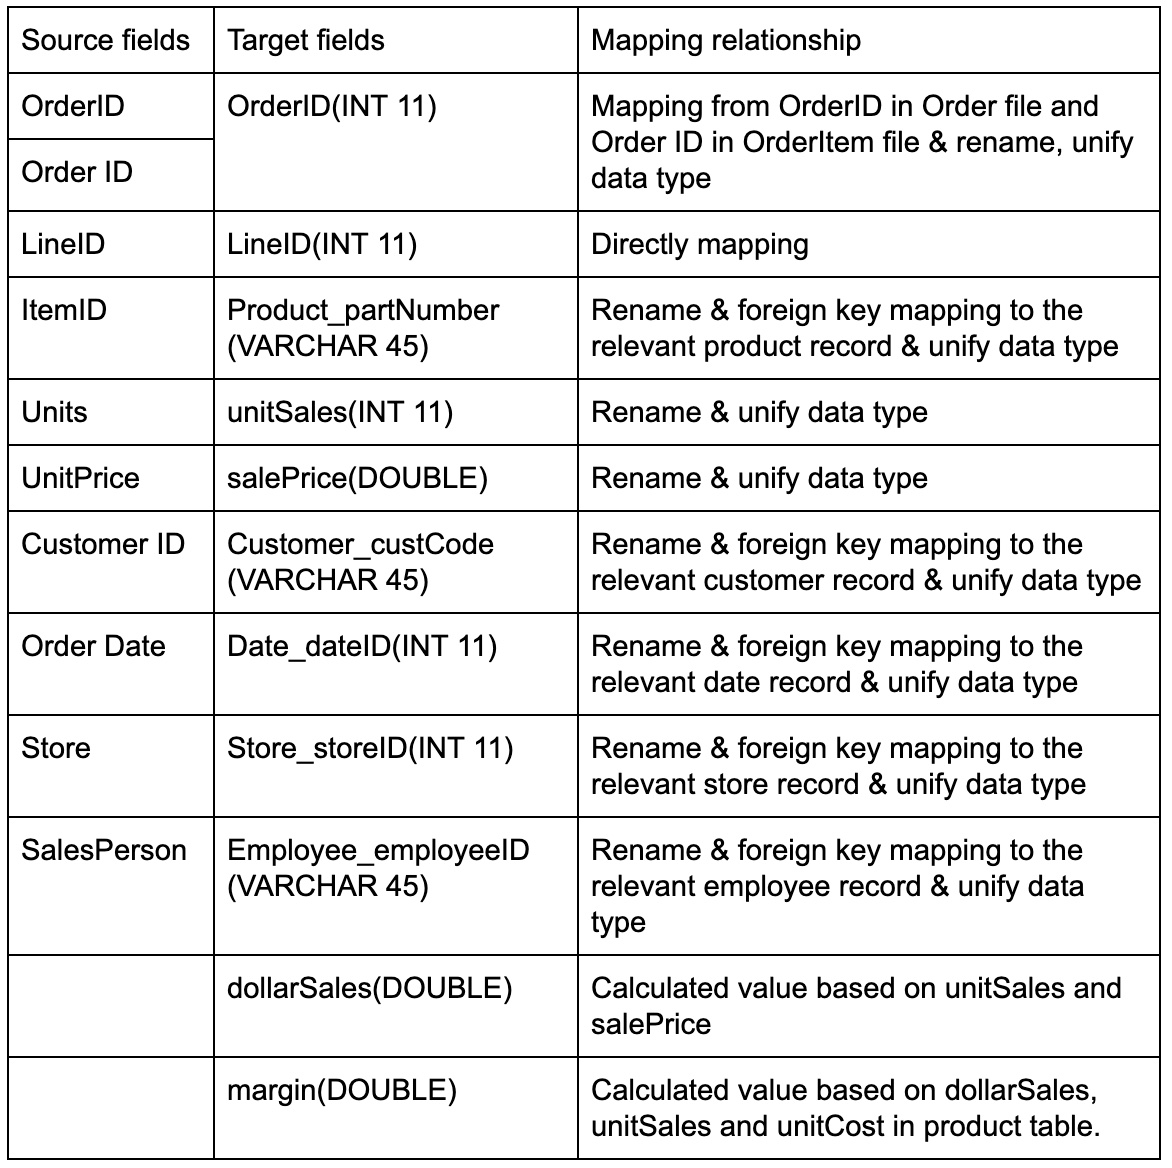 Source fields
Target fields
Mapping relationship
OrderID
Order ID
OrderID(INT 11)
Mapping from OrderID in Order file and
Order ID in OrderItem file & rename, unify
data type
LineID
LineID(INT 11)
Directly mapping
ItemID
Product_partNumber
(VARCHAR 45)
Rename & foreign key mapping to the
relevant product record & unify data type
Units
unitSales(INT 11)
Rename & unify data type
UnitPrice
salePrice(DOUBLE)
Rename & unify data type
Customer ID
Customer_custCode
(VARCHAR 45)
Rename & foreign key mapping to the
relevant customer record & unify data type
Order Date
Date_dateID(INT 11)
Rename & foreign key mapping to the
relevant date record & unify data type
Store
Store_storeID(INT 11)
Rename & foreign key mapping to the
relevant store record & unify data type
SalesPerson
Employee_employeeID
(VARCHAR 45)
Rename & foreign key mapping to the
relevant employee record & unify data
type
dollarSales(DOUBLE)
Calculated value based on unitSales and
salePrice
margin(DOUBLE)
Calculated value based on dollarSales,
unitSales and unitCost in product table.